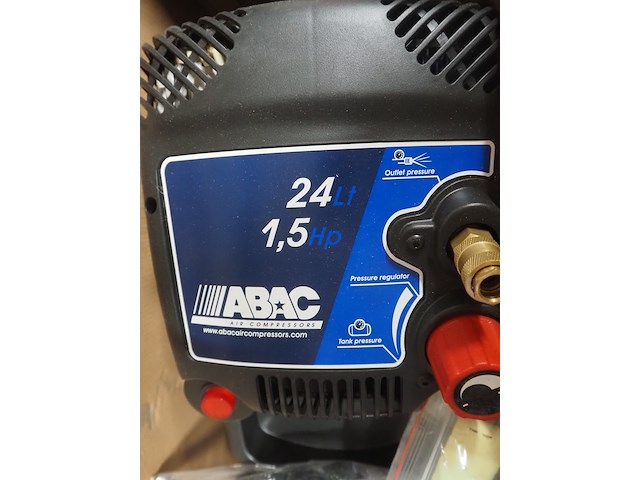 Outlet pressure
24Lt
1,5Hp
Pressure regulator
ABAC
AIR COMPRESSORS
www.abacaircompressors.com
Tank pressure